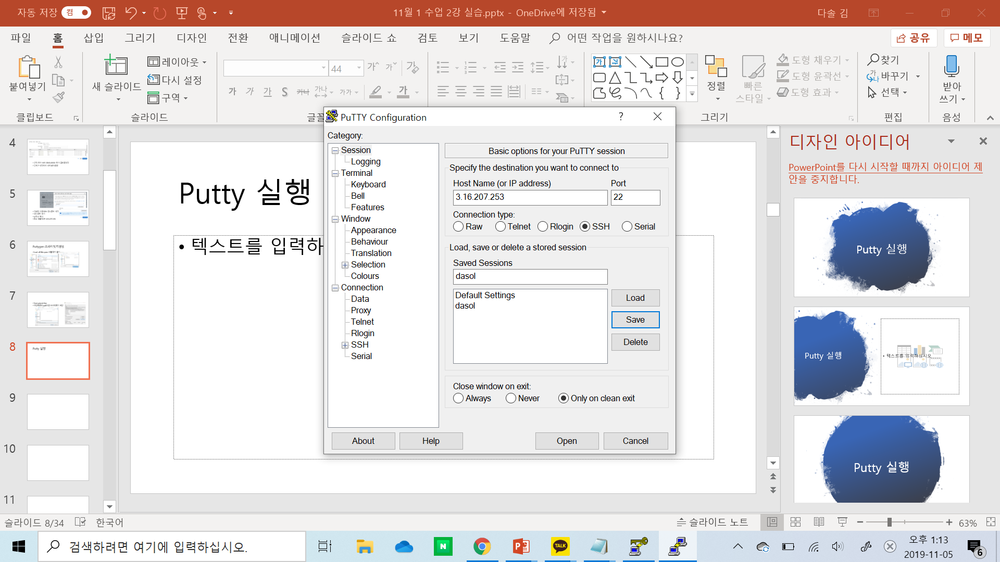 자동 저장
켬
11월 1 수업 2강 실습.pptx - OneDrive에 저장됨
다솔 김
파일
홈
삽입
그리기
디자인
전환
애니메이션
슬라이드 쇼
검토
보기
도움말
어떤 작업을 원하시나요?
공유
메모
붙여넣기
클립보드
새 슬라이드
레이아웃
다시 설정
구역
슬라이드
44
정렬
빠른
스타일
도형 채우기
도형 윤곽선
도형 효과
그리기
찾기
바꾸기
선택
편집
받아
쓰기
음성
4
5
6
7
8
Putty 실행
9
10
11
Putty 실행
• 텍스트를 입력하
PuTTY Configuration
?
Category:
Session
Logging
Terminal
Keyboard
Bell
Features
Window
Appearance
Behaviour
Translation
Selection
Colours
Connection
Data
Proxy
Telnet
Rlogin
SSH
Serial
Basic options for your PuTTY session
Specify the destination you want to connect to
Host Name (or IP address)
Port
3.16.207.253
22
Connection type:
Raw
Telnet
Rlogin
SSH
Serial
Load, save or delete a stored session
Saved Sessions
dasol
Default Settings
dasol
Load
Save
Delete
Close window on exit:
Always
Never
Only on clean exit
About
Help
Open
Cancel
디자인 아이디어
PowerPoint를 다시 시작할 때까지 아이디어 제
안을 중지합니다.
Putty 실행
Putty 실행
• 텍스트를 입력하십시오
Putty 실행
슬라이드 8/34
한국어
슬라이드 노트
63%
검색하려면 여기에 입력하십시오.
N
TALK
오후 1:13
2019-11-05
6